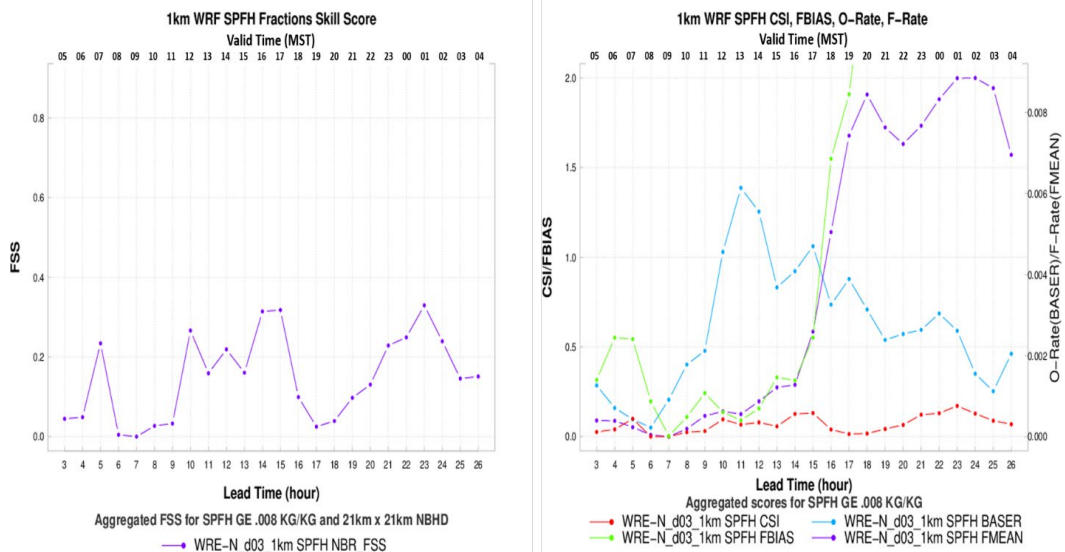 1km WRF SPFH Fractions Skill Score
Valid Time (MST)
05 06 07 08 09 10 11 12 13 14 15 16 17 18 19 20 21 22 23 00 01 02 03 04
0.8
0.6
0.4
0.2
0.0
FSS
3 4 5 6 7 8 9 10 11 12 13 14 15 16 17 18 19 20 21 22 23 24 25 26
Lead Time (hour)
Aggregated FSS for SPFH GE .008 KG/KG and 21km x 21km NBHD
WRE-N_d03_1km SPFH NBR_FSS
1km WRF SPFH CSI, FBIAS, O-Rate, F-Rate
Valid Time (MST)
05 06 07 08 09 10 11 12 13 14 15 16 17 18 19 20 21 22 23 00 01 02 03 04
2.0
1.5
1.0
0.5
0.0
CSI/FBIAS
0.008
0.006
0.004
0.002
0.000
O-Rate(BASER)/F-Rate(FMEAN)
3 4 5 6 7 8 9 10 11 12 13 14 15 16 17 18 19 20 21 22 23 24 25 26
Lead Time (hour)
Aggregated scores for SPFH GE .008 KG/KG
WRE-N_d03_1km SPFH CSI
WRE-N_d03_1km SPFH BASER
WRE-N_d03_1km SPFH FBIAS
WRE-N_d03_1km SPFH FMEAN